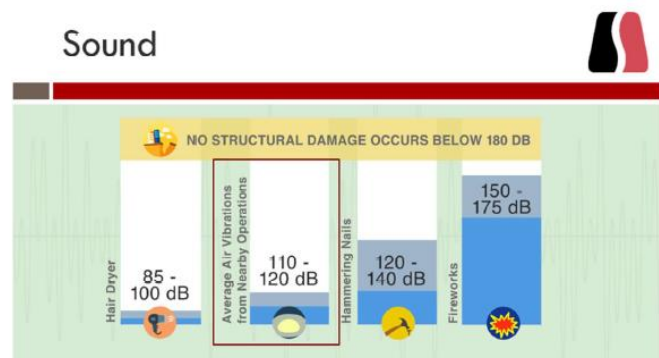 Sound
NO STRUCTURAL DAMAGE OCCURS BELOW 180 DB
Hair Dryer
85 -
100 dB
Average Air Vibrations
from Nearby Operations
110 -
120 dB
Hammering Nails
120 -
140 dB
Fireworks
150 -
175 dB